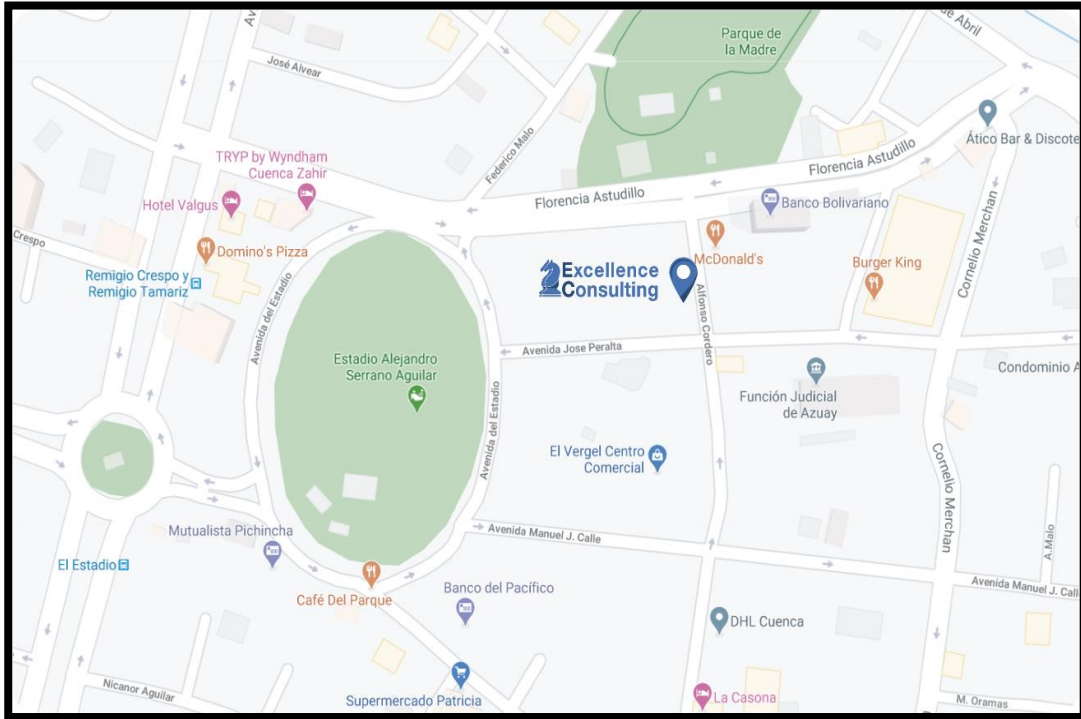 Av
de Abril
Parque de
la Madre
José Alvear
Federico Malo
Ático Bar & Discote
TRYP by Wyndham
Cuenca Zahir
Florencia Astudillo
Florencia Astudillo
Hotel Valgus
Banco Bolivariano
Crespo
Domino's Pizza
McDonald's
Burger King
Cornelio Merchan
Remigio Crespo y
Remigio Tamariz
Excellence
Consulting
Alfonso Cordero
Avenida del Estadio
Avenida Jose Peralta
Estadio Alejandro
Serrano Aguilar
Condominio A
Función Judicial
de Azuay
Avenida del Estadio
El Vergel Centro
Comercial
Cornelio Merchan
Mutualista Pichincha
Avenida Manuel J. Calle
A.Malo
El Estadio
Café Del Parque
Banco del Pacífico
Avenida Manuel J. Call
DHL Cuenca
Nicanor Aguilar
Supermercado Patricia
La Casona
M. Oramas